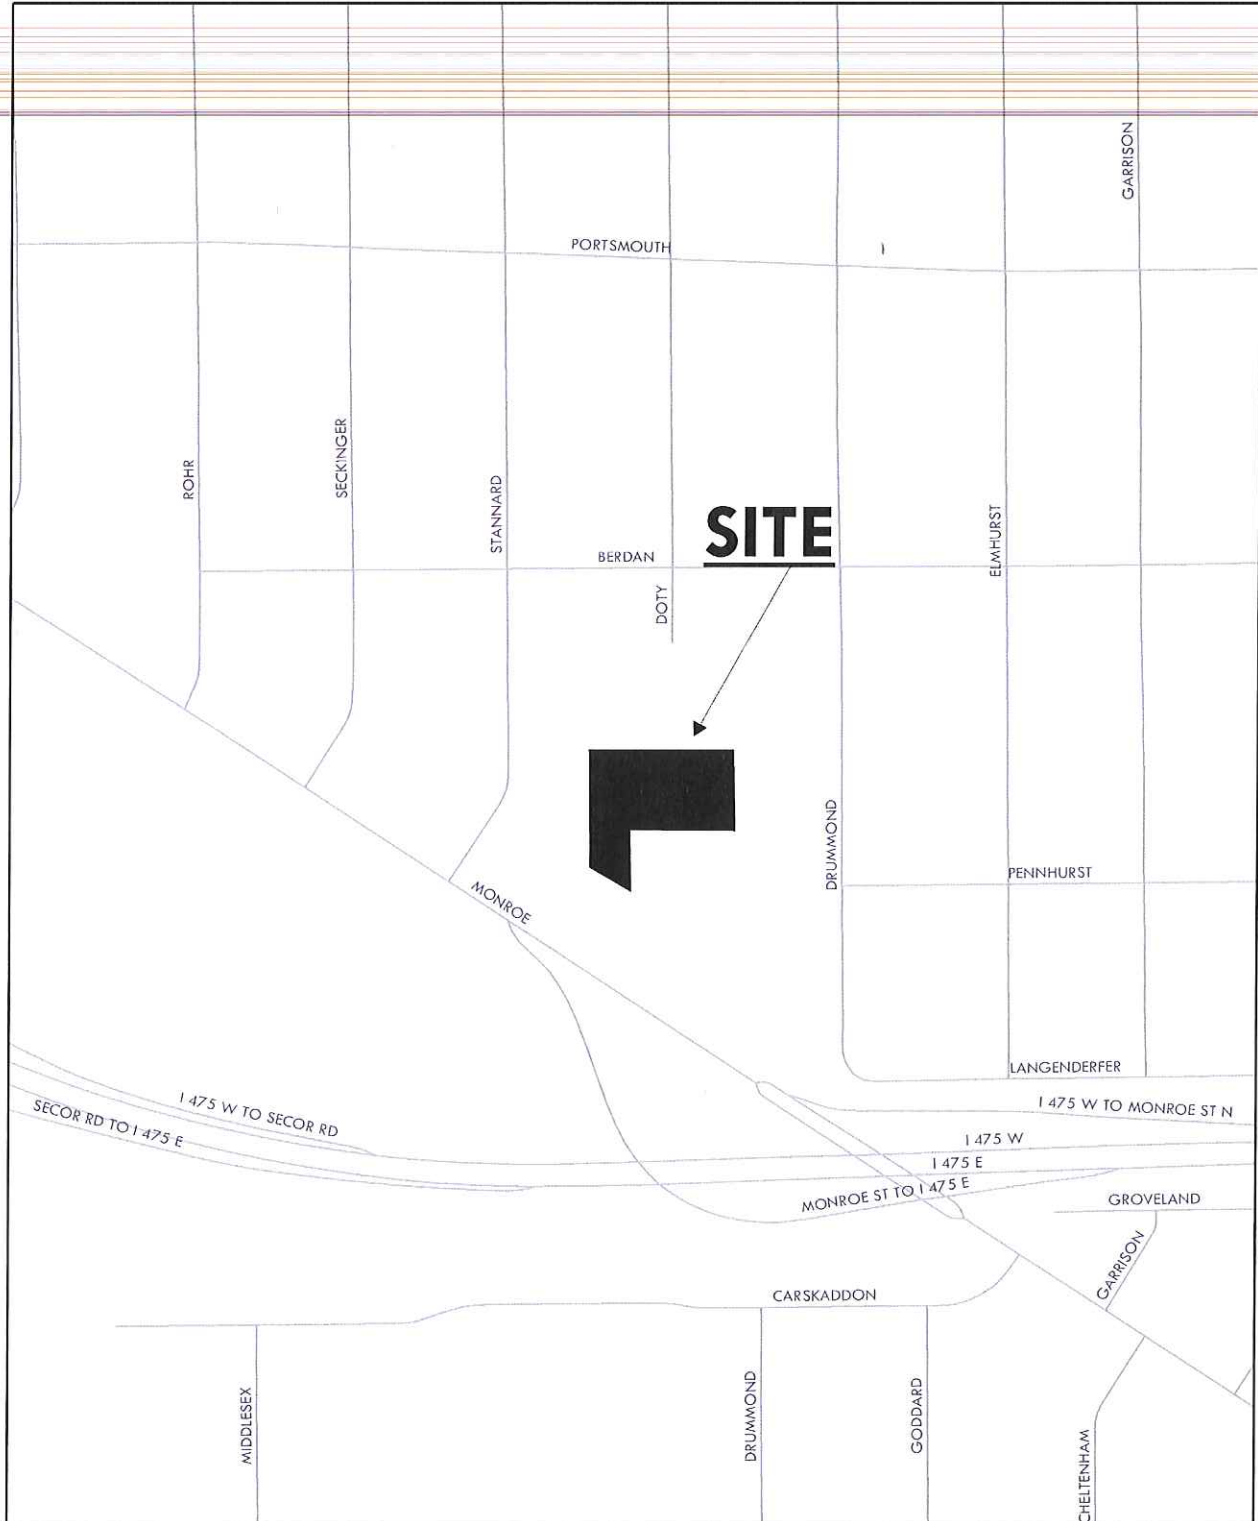 GARRISON
PORTSMOUTH
SECKINGER
ROHR
STANNARD
SITE
ELMHURST
BERDAN
DOTY
DRUMMOND
PENNHURST
MONROE
LANGENDERFER
I 475 W TO SECOR RD
I 475 W TO MONROE ST N
SECOR RD TO I 475 E
I 475 W
I 475 E
MONROE ST TO I 475 E
GROVELAND
GARRISON
CARSKADDON
MIDDLESEX
DRUMMOND
GODDARD
CHELTENHAM